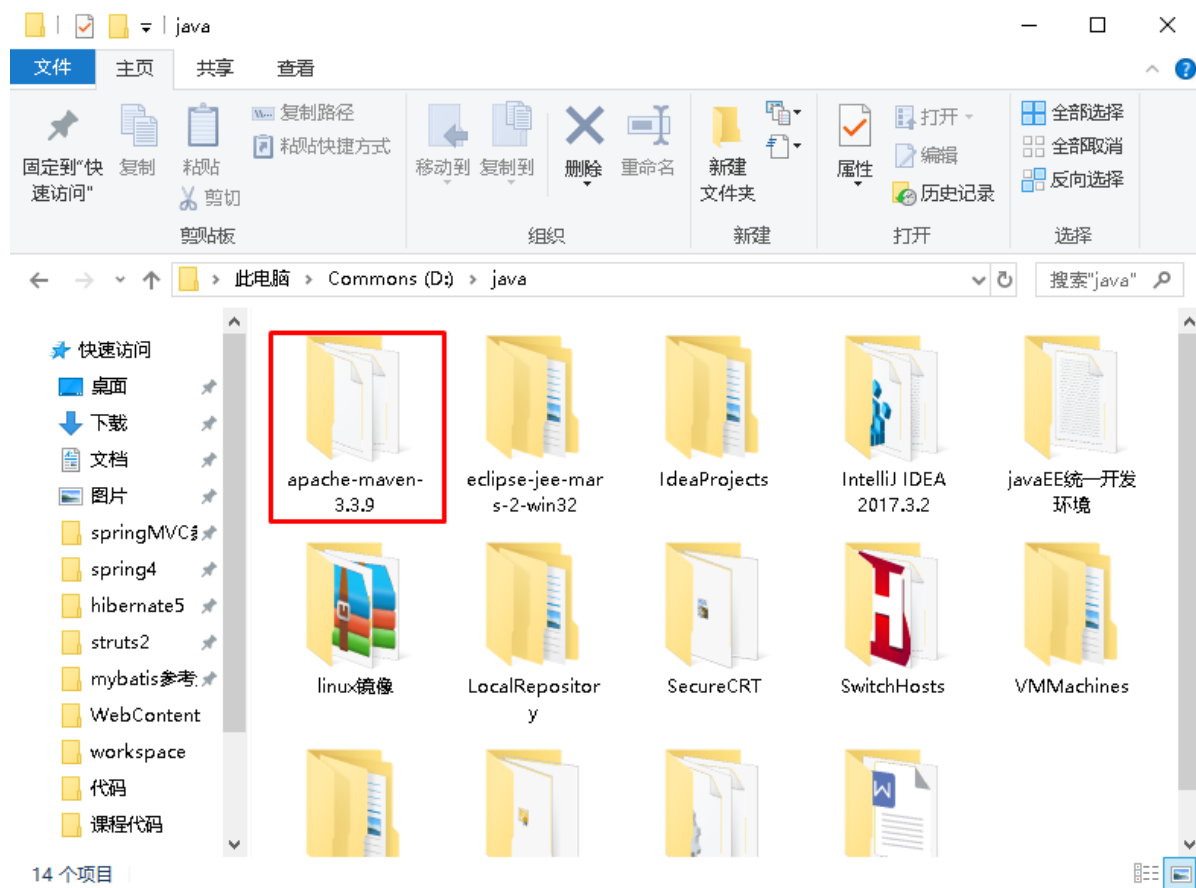 java
文件 主页 共享 查看
固定到"快速访问"
复制
粘贴
复制路径
粘贴快捷方式
剪切
剪贴板
移动到
复制到
删除
重命名
组织
新建
文件夹
新建
属性
打开
编辑
历史记录
打开
全部选择
全部取消
反向选择
选择
此电脑 > Commons (D:) > java
搜索"java"
快速访问
桌面
下载
文档
图片
springMVC
spring4
hibernate5
struts2
mybatis参考
WebContent
workspace
代码
课程代码
apache-maven-
3.3.9
eclipse-jee-mar
s-2-win32
IdeaProjects
IntelliJ IDEA
2017.3.2
javaEE统一开发
环境
linux镜像
LocalRepositor
y
SecureCRT
SwitchHosts
VMMachines
14 个项目